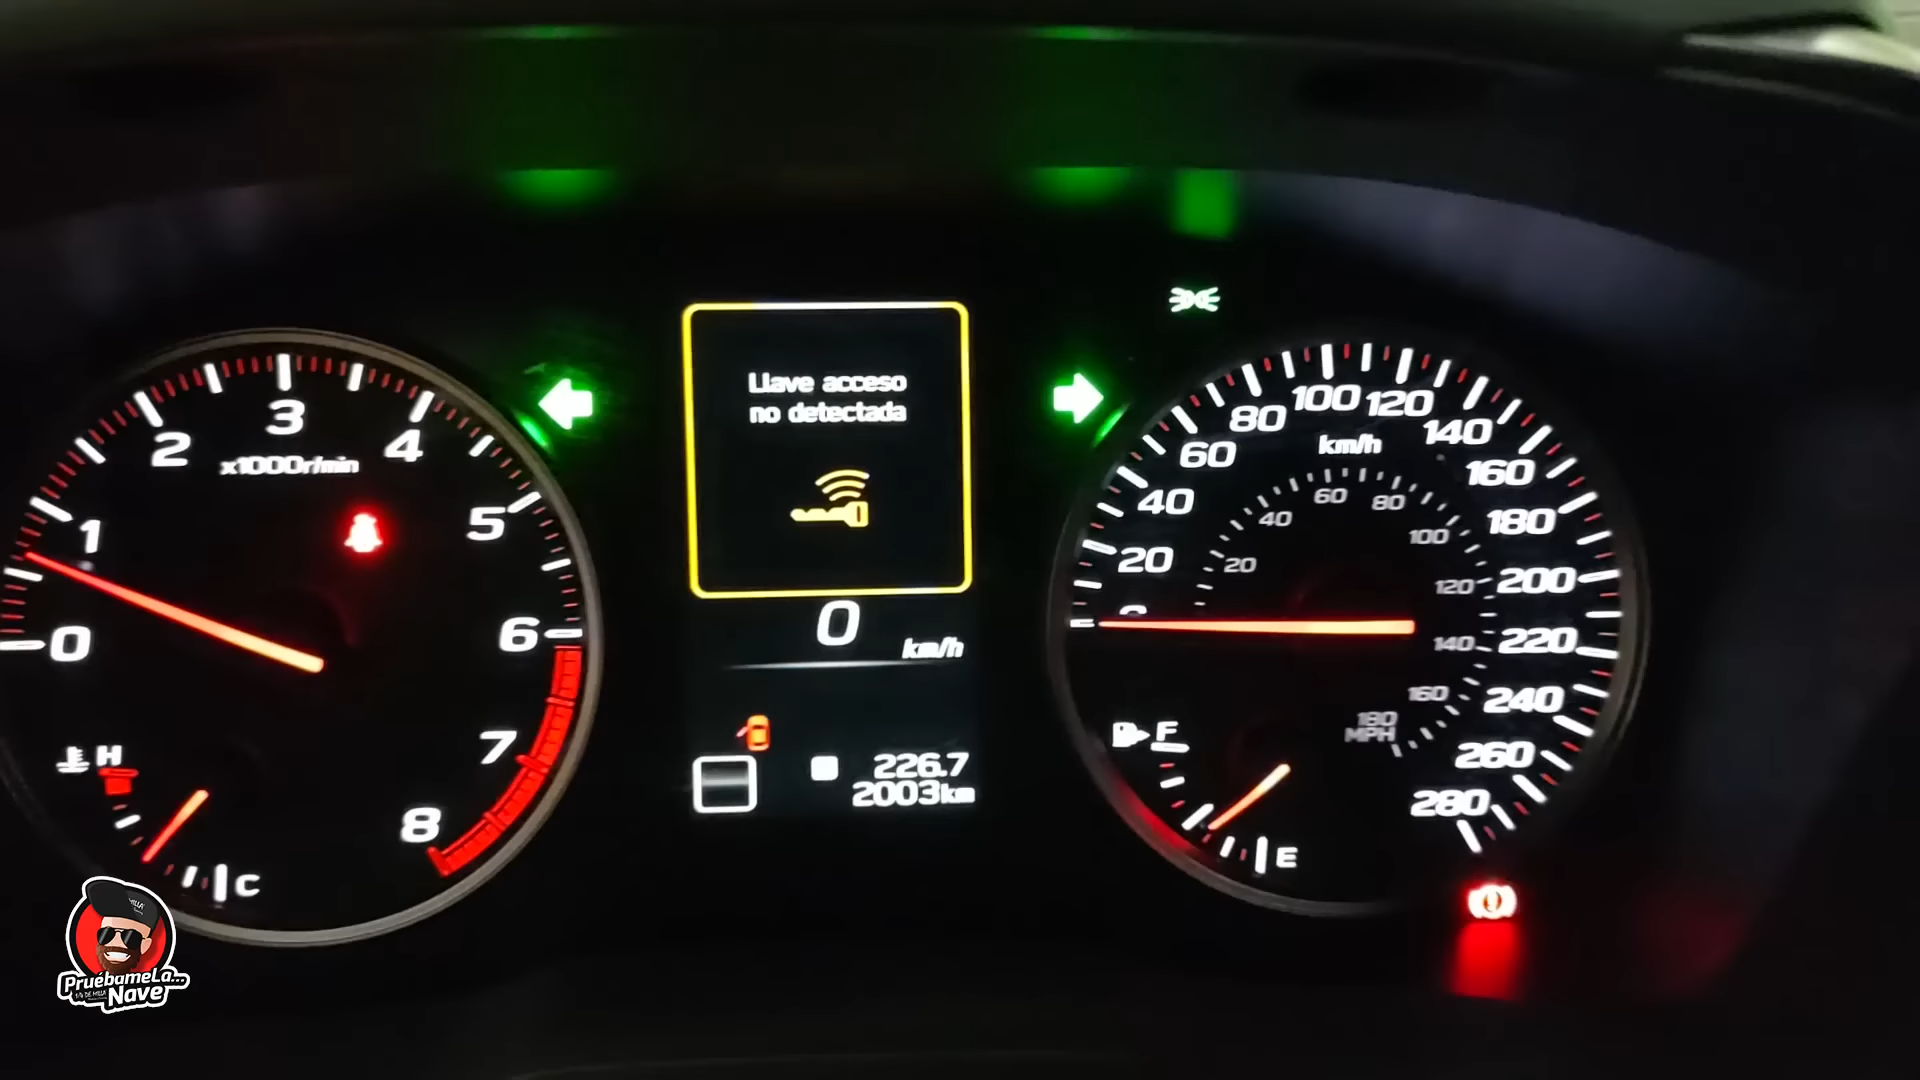 Llave acceso
no detectada
0
km/h
226.7
2003km
0
1
2
3
4
5
6
7
8
x1000r/min
H
C
0
20
40
60
80
100
120
140
160
180
200
220
240
260
280
km/h
20
40
60
80
100
120
140
160
180
MPH
F
E
PruébameLa...
Nave